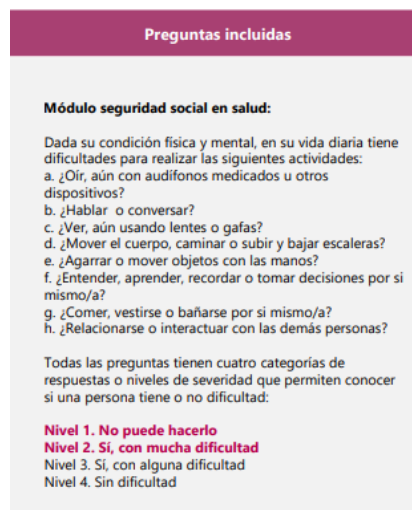 Preguntas incluidas
Módulo seguridad social en salud:
Dada su condición física y mental, en su vida diaria tiene
dificultades para realizar las siguientes actividades:
a. ¿Oír, aún con audífonos medicados u otros
dispositivos?
b. ¿Hablar o conversar?
c. ¿Ver, aún usando lentes o gafas?
d. ¿Mover el cuerpo, caminar o subir y bajar escaleras?
e. ¿Agarrar o mover objetos con las manos?
f. ¿Entender, aprender, recordar o tomar decisiones por si
mismo/a?
g. ¿Comer, vestirse o bañarse por si mismo/a?
h. ¿Relacionarse o interactuar con las demás personas?
Todas las preguntas tienen cuatro categorías de
respuestas o niveles de severidad que permiten conocer
si una persona tiene o no dificultad:
Nivel 1. No puede hacerlo
Nivel 2. Sí, con mucha dificultad
Nivel 3. Sí, con alguna dificultad
Nivel 4. Sin dificultad